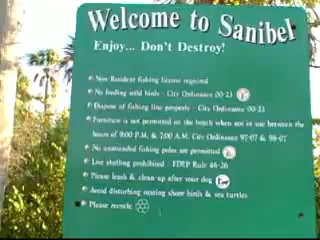 Welcome to Sanibel
Enjoy... Don't Destroy!
Non Resident fishing license required
No feeding wild birds - City Ordinance 00-23
Dispose of fishing line properly - City Ordinance 00-23
Furniture is not permitted on the beach when not in use between the
hours of 9:00 P.M. & 7:00 A.M. City Ordinance 97-07 & 98-07
No unattended fishing poles are permitted
Live shelling prohibited - FDEP Rule 46-26
Please leash & clean-up after your dog
Avoid disturbing nesting shore birds & sea turtles
Please recycle